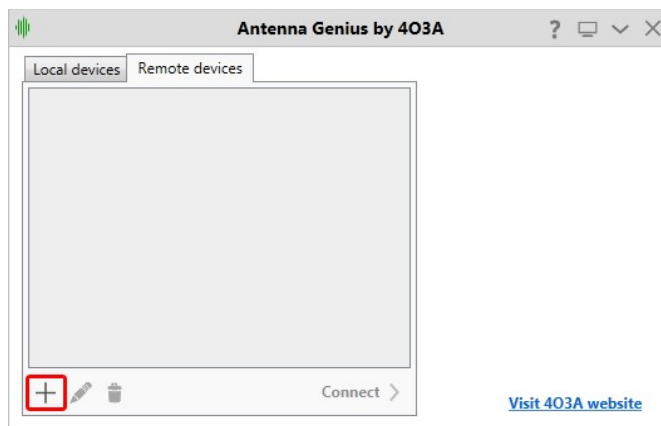 Antenna Genius by 4O3A ?
Local devices Remote devices
Connect
Visit 4O3A website